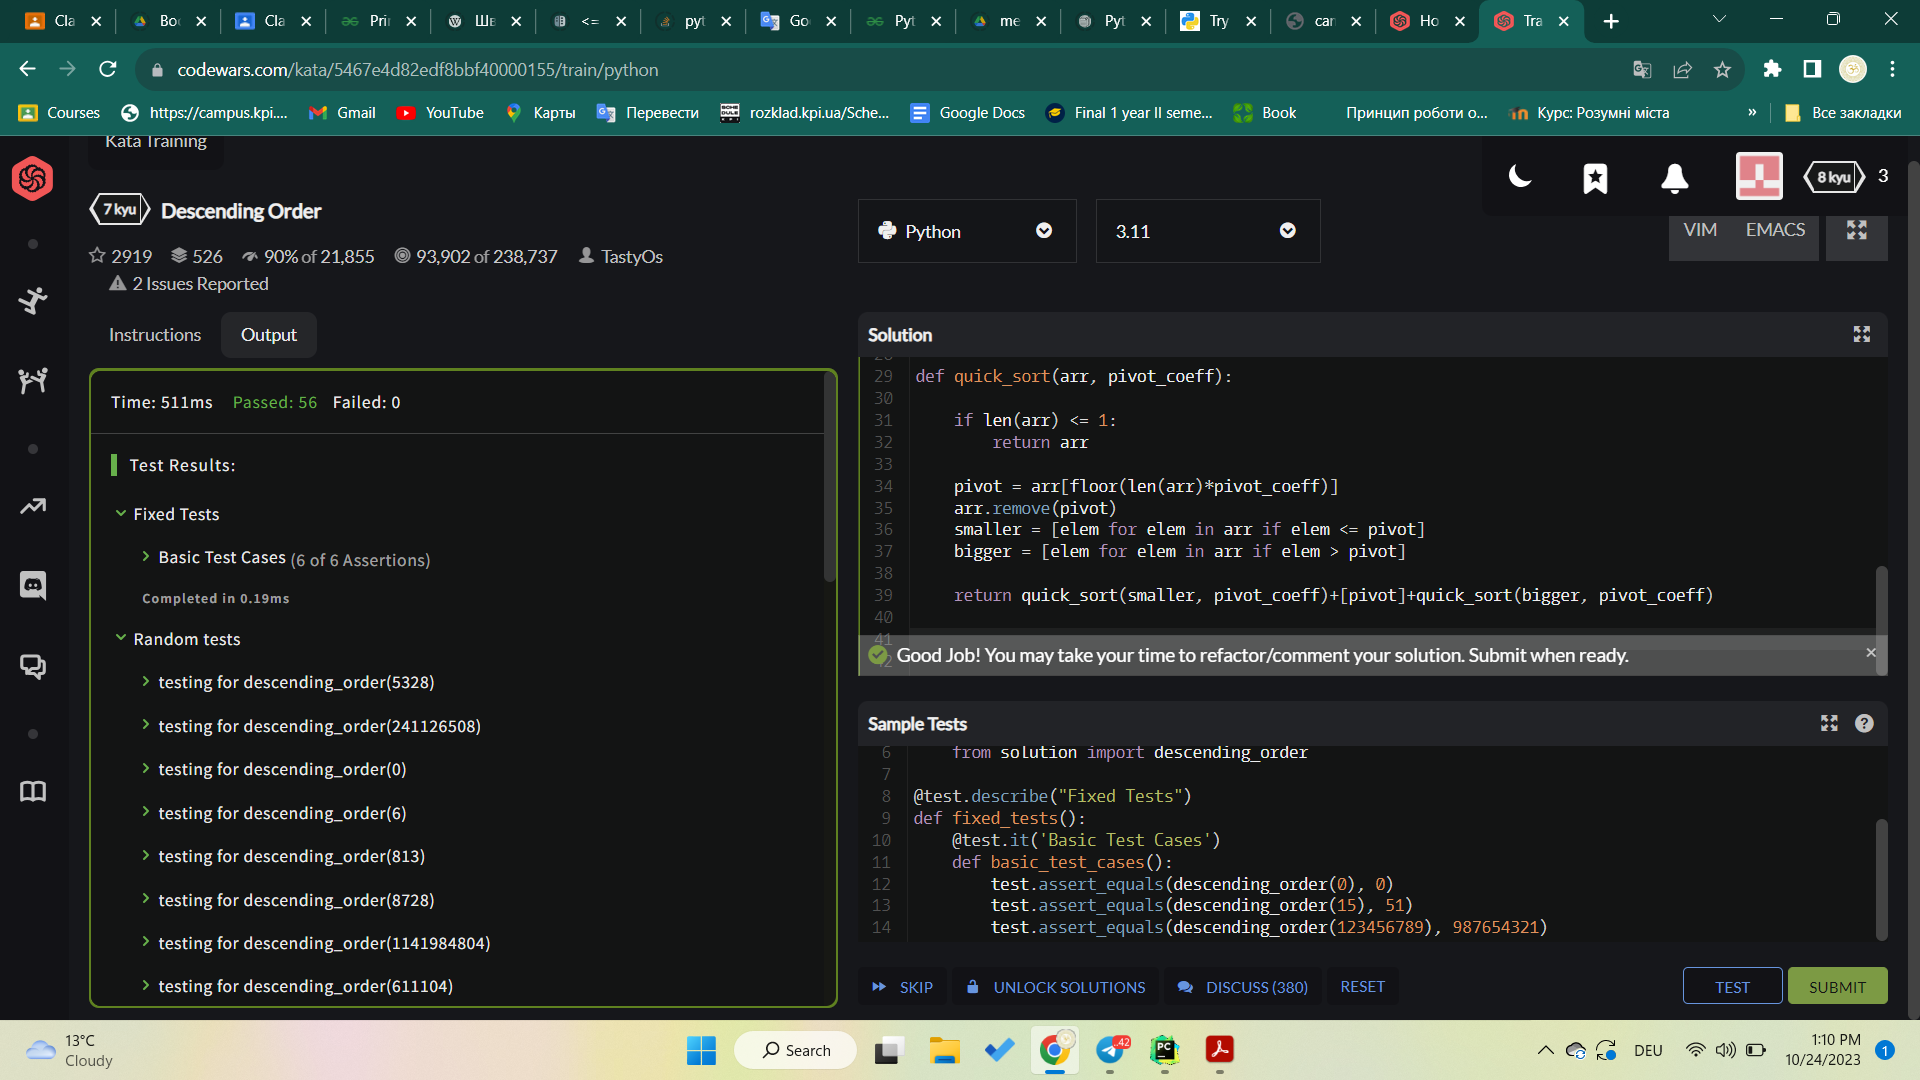 Cla
Boo
Cla
Prin
Шв
<=
pyt
Go
Pyt
me
Pyt
Try
can
Ho
Tra
codewars.com/kata/5467e4d82edf8bbf40000155/train/python
Courses
https://campus.kpi....
Gmail
YouTube
Карты
Перевести
rozklad.kpi.ua/Sche...
Google Docs
Final 1 year II seme...
Book
Принцип роботи о...
Курс: Розумні міста
»
Все закладки
Kata Training
8 kyu
3
7 kyu
Descending Order
2919
526
90% of 21,855
93,902 of 238,737
TastyOs
2 Issues Reported
Python
3.11
VIM
EMACS
Instructions
Output
Time: 511ms Passed: 56 Failed: 0
Test Results:
Fixed Tests
Basic Test Cases (6 of 6 Assertions)
Completed in 0.19ms
Random tests
testing for descending_order(5328)
testing for descending_order(241126508)
testing for descending_order(0)
testing for descending_order(6)
testing for descending_order(813)
testing for descending_order(8728)
testing for descending_order(1141984804)
testing for descending_order(611104)
Solution
28
29 def quick_sort(arr, pivot_coeff):
30
31 if len(arr) <= 1:
32 return arr
33
34 pivot = arr[floor(len(arr)*pivot_coeff)]
35 arr.remove(pivot)
36 smaller = [elem for elem in arr if elem <= pivot]
37 bigger = [elem for elem in arr if elem > pivot]
38
39 return quick_sort(smaller, pivot_coeff)+[pivot]+quick_sort(bigger, pivot_coeff)
40
41
42
Good Job! You may take your time to refactor/comment your solution. Submit when ready.
Sample Tests
6 from solution import descending_order
7
8 @test.describe("Fixed Tests")
9 def fixed_tests():
10 @test.it('Basic Test Cases')
11 def basic_test_cases():
12 test.assert_equals(descending_order(0), 0)
13 test.assert_equals(descending_order(15), 51)
14 test.assert_equals(descending_order(123456789), 987654321)
SKIP
UNLOCK SOLUTIONS
DISCUSS (380)
RESET
TEST
SUBMIT
13°C
Cloudy
Search
42
PC
DEU
1:10 PM
10/24/2023
1